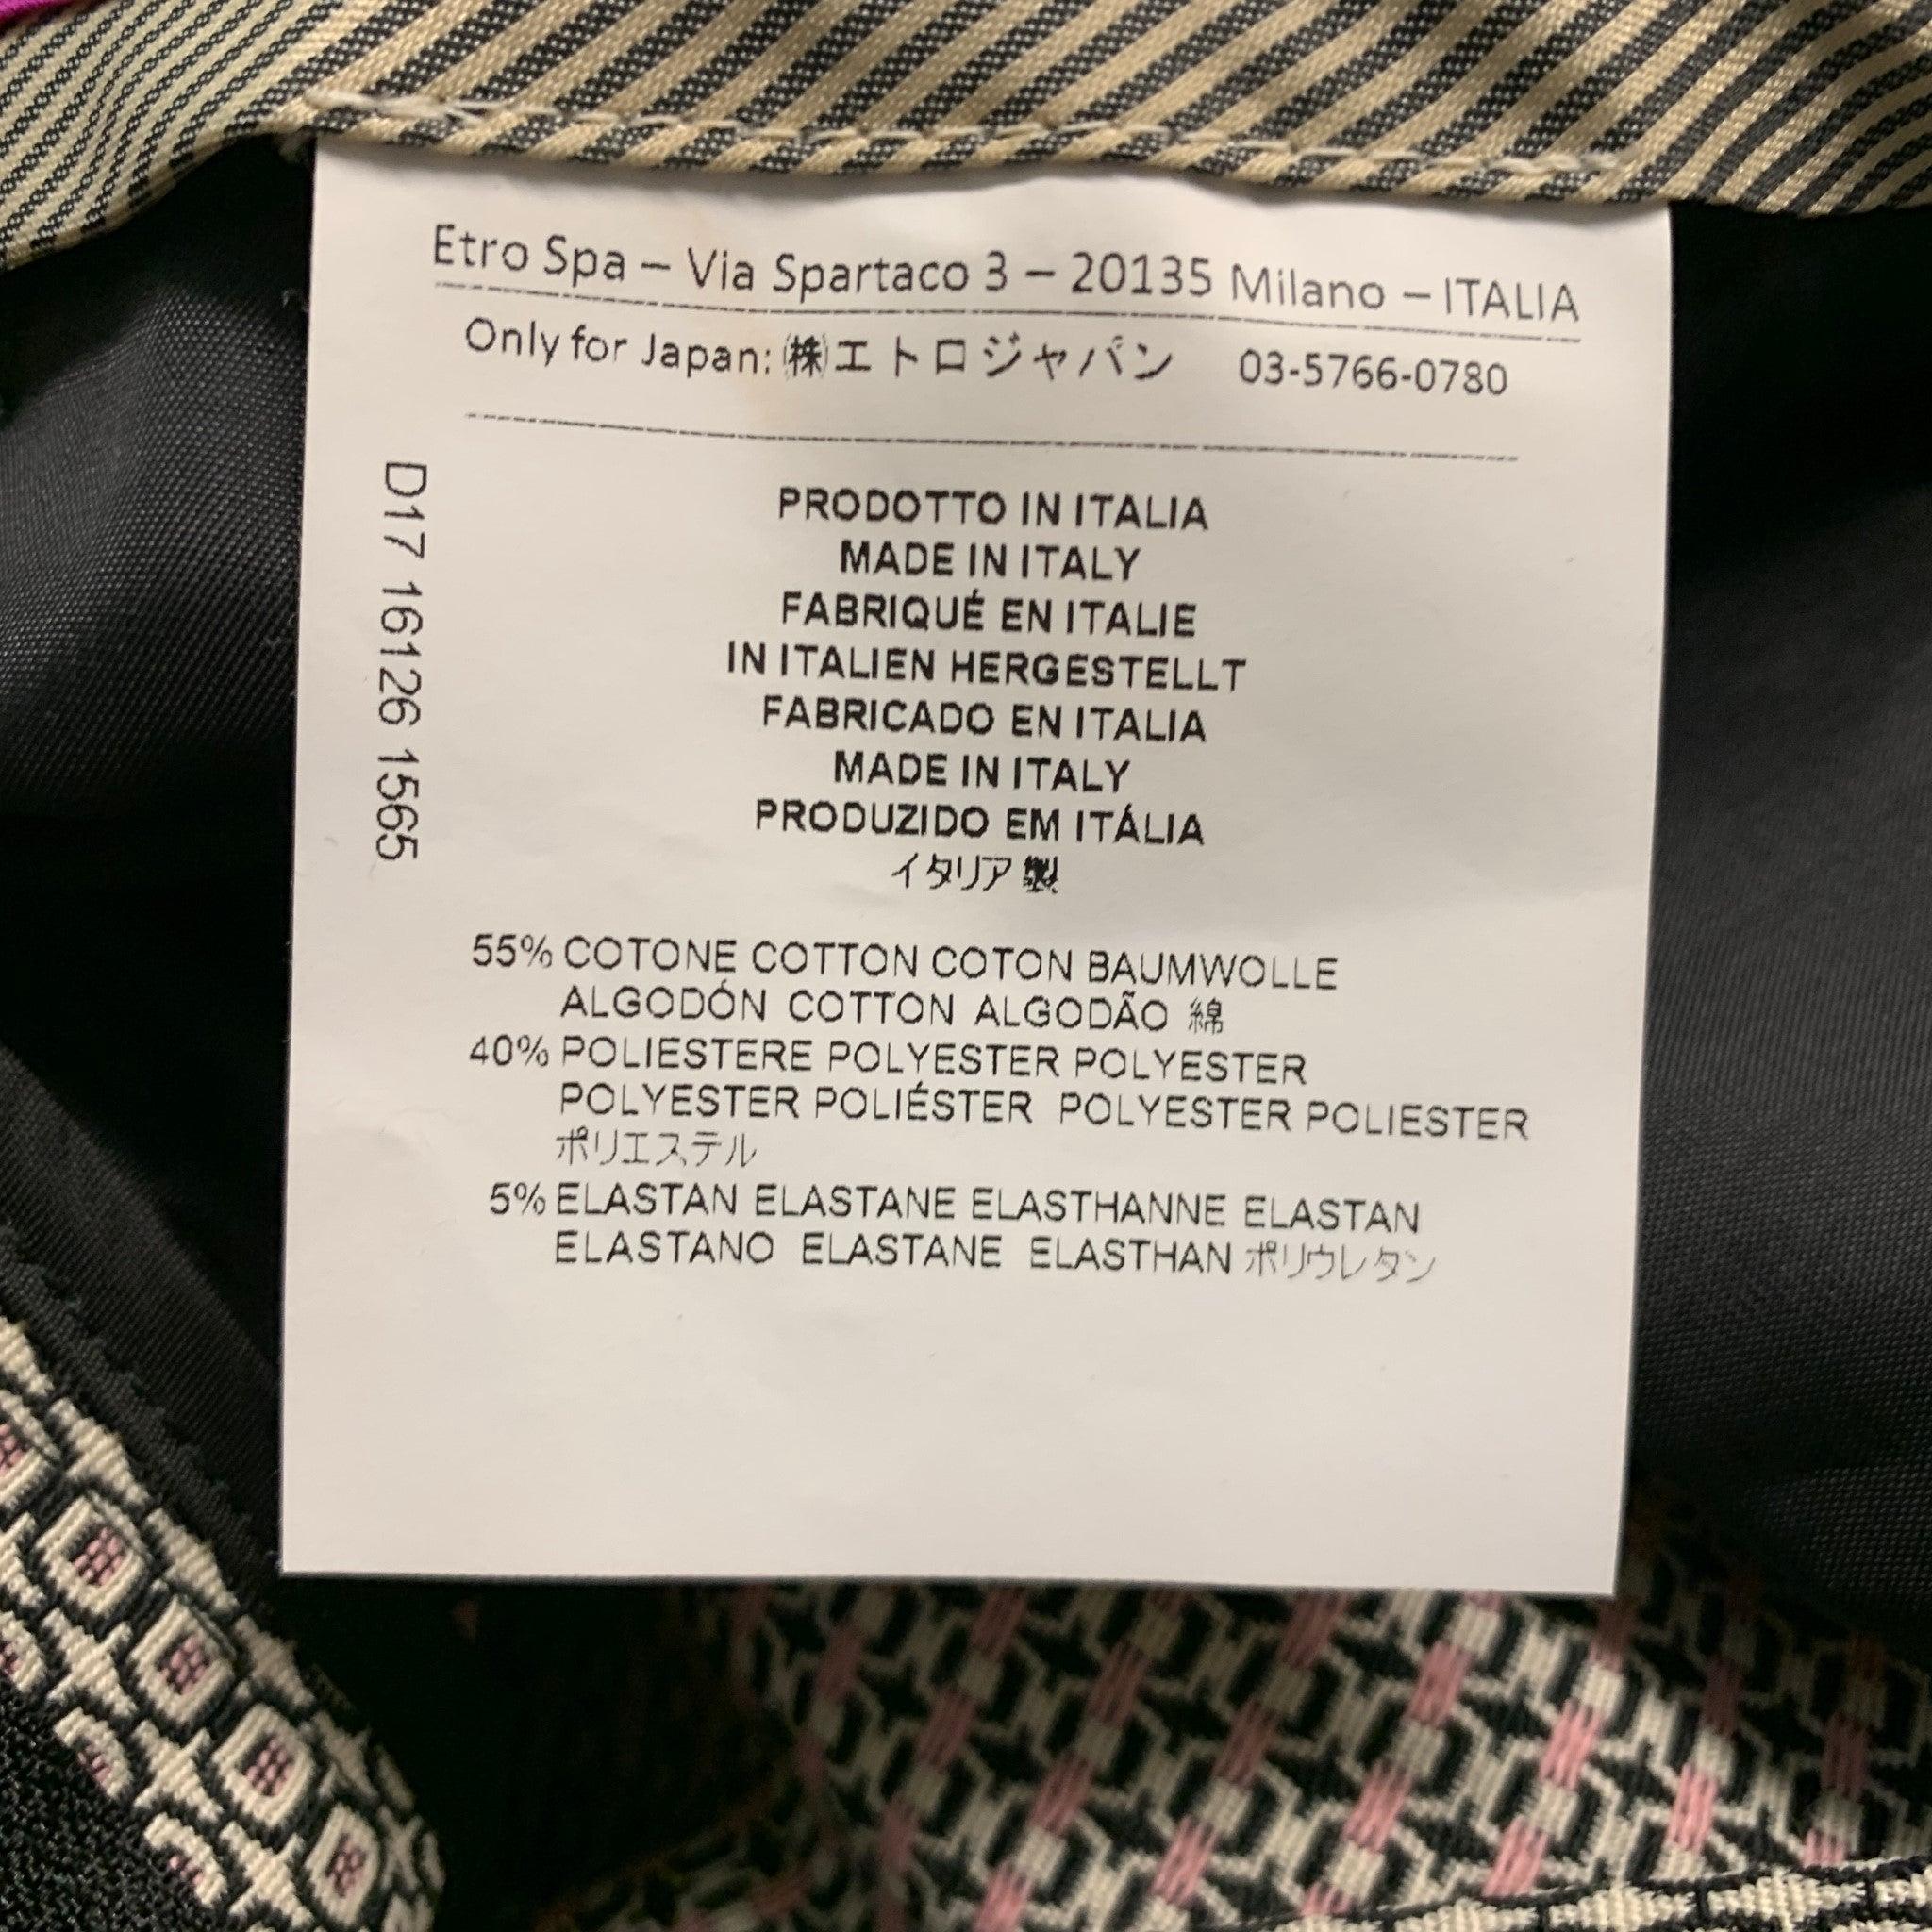 Etro Spa – Via Spartaco 3 – 20135 Milano – ITALIA
Only for Japan: ㈱エトロジャパン 03-5766-0780
D17 16126 1565
PRODOTTO IN ITALIA
MADE IN ITALY
FABRIQUÉ EN ITALIE
IN ITALIEN HERGESTELLT
FABRICADO EN ITALIA
MADE IN ITALY
PRODUZIDO EM ITÁLIA
イタリア製
55% COTONE COTTON COTON BAUMWOLLE
ALGODÓN COTTON ALGODÃO 綿
40% POLIESTERE POLYESTER POLYESTER
POLYESTER POLIÉSTER POLYESTER POLIESTER
ポリエステル
5% ELASTAN ELASTANE ELASTHANNE ELASTAN
ELASTANO ELASTANE ELASTHAN ポリウレタン